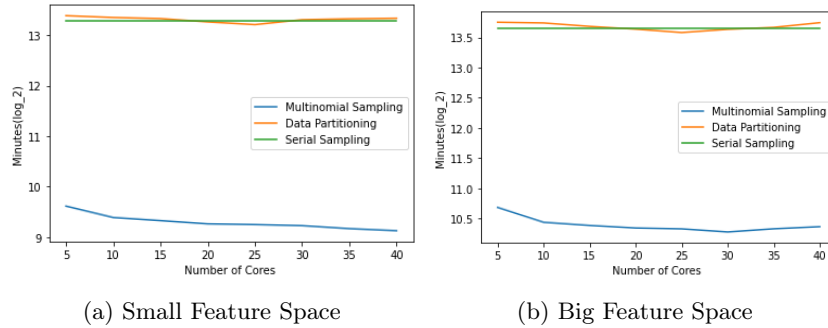 13
12
11
10
9
Minutes(log_2)
Multinomial Sampling
Data Partitioning
Serial Sampling
5 10 15 20 25 30 35 40
Number of Cores
(a) Small Feature Space
13.5
13.0
12.5
12.0
11.5
11.0
10.5
Minutes(log_2)
Multinomial Sampling
Data Partitioning
Serial Sampling
5 10 15 20 25 30 35 40
Number of Cores
(b) Big Feature Space